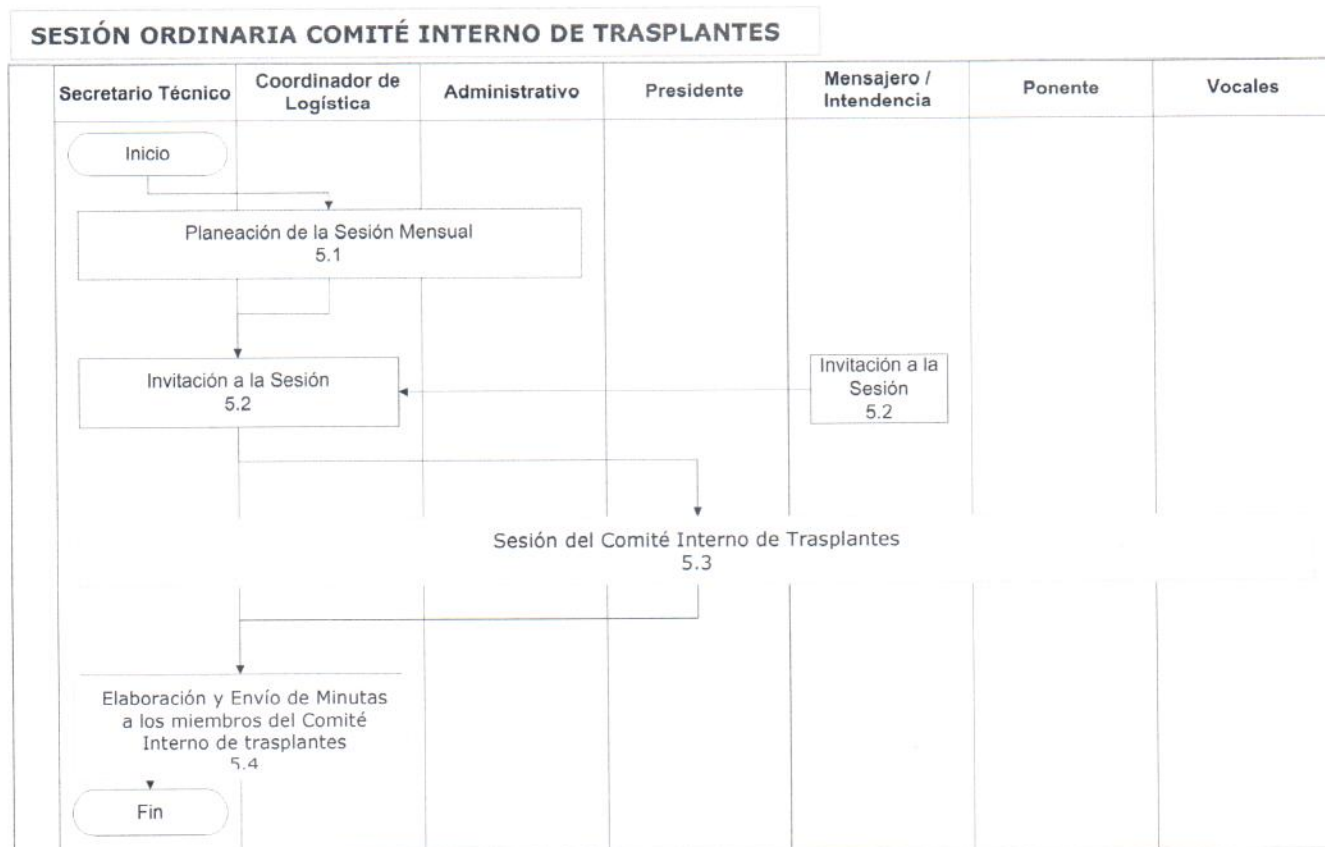 SESIÓN ORDINARIA COMITÉ INTERNO DE TRASPLANTES
Secretario Técnico
Coordinador de
Logística
Administrativo
Presidente
Mensajero /
Intendencia
Ponente
Vocales
Inicio
Planeación de la Sesión Mensual
5.1
Invitación a la Sesión
5.2
Invitación a la
Sesión
5.2
Sesión del Comité Interno de Trasplantes
5.3
Elaboración y Envío de Minutas
a los miembros del Comité
Interno de trasplantes
5.4
Fin